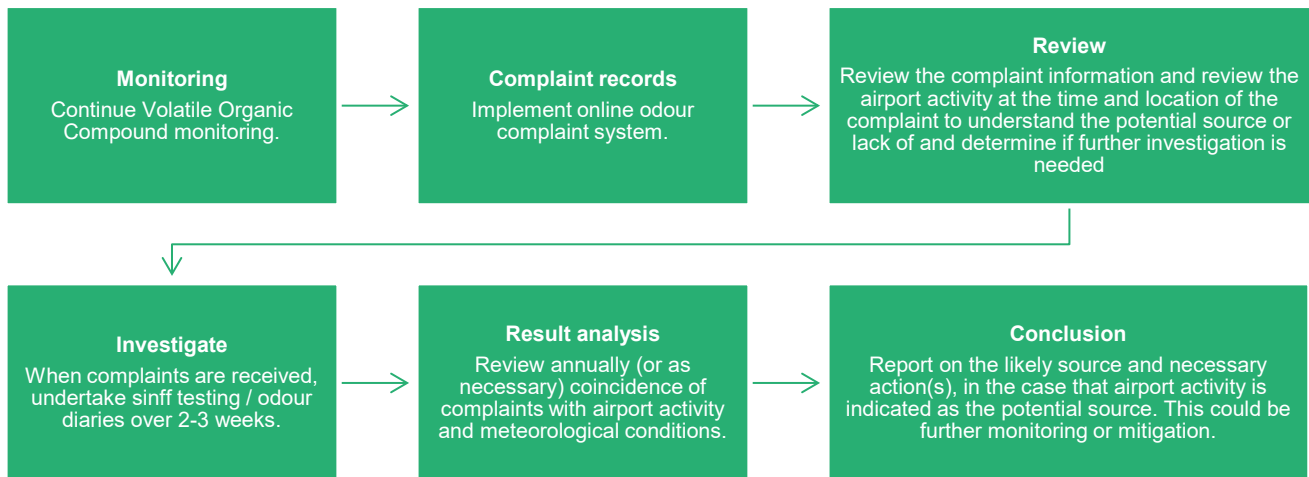 Monitoring
Continue Volatile Organic
Compound monitoring.
Complaint records
Implement online odour
complaint system.
Review
Review the complaint information and review the
airport activity at the time and location of the
complaint to understand the potential source or
lack of and determine if further investigation is
needed
Investigate
When complaints are received,
undertake sinff testing / odour
diaries over 2-3 weeks.
Result analysis
Review annually (or as
necessary) coincidence of
complaints with airport activity
and meteorological conditions.
Conclusion
Report on the likely source and necessary
action(s), in the case that airport activity is
indicated as the potential source. This could be
further monitoring or mitigation.